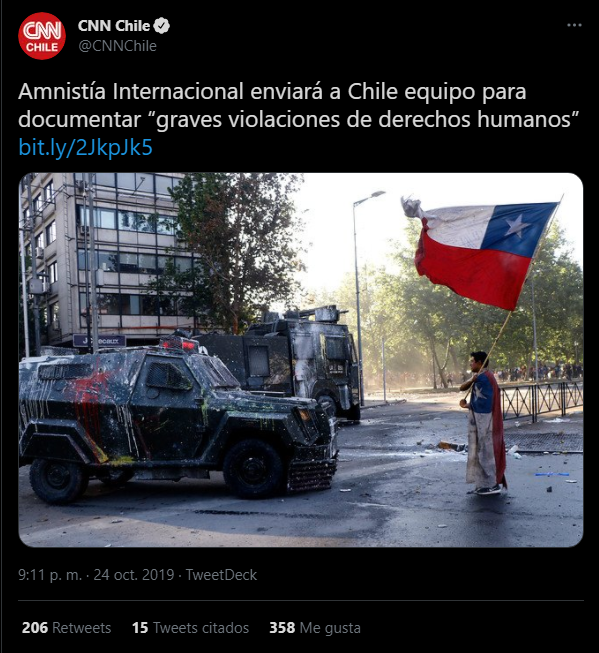 CNN
CHILE
CNN Chile
@CNNChile
Amnistía Internacional enviará a Chile equipo para
documentar “graves violaciones de derechos humanos”
bit.ly/2JkpJk5
9:11 p. m. · 24 oct. 2019 · TweetDeck
206 Retweets 15 Tweets citados 358 Me gusta